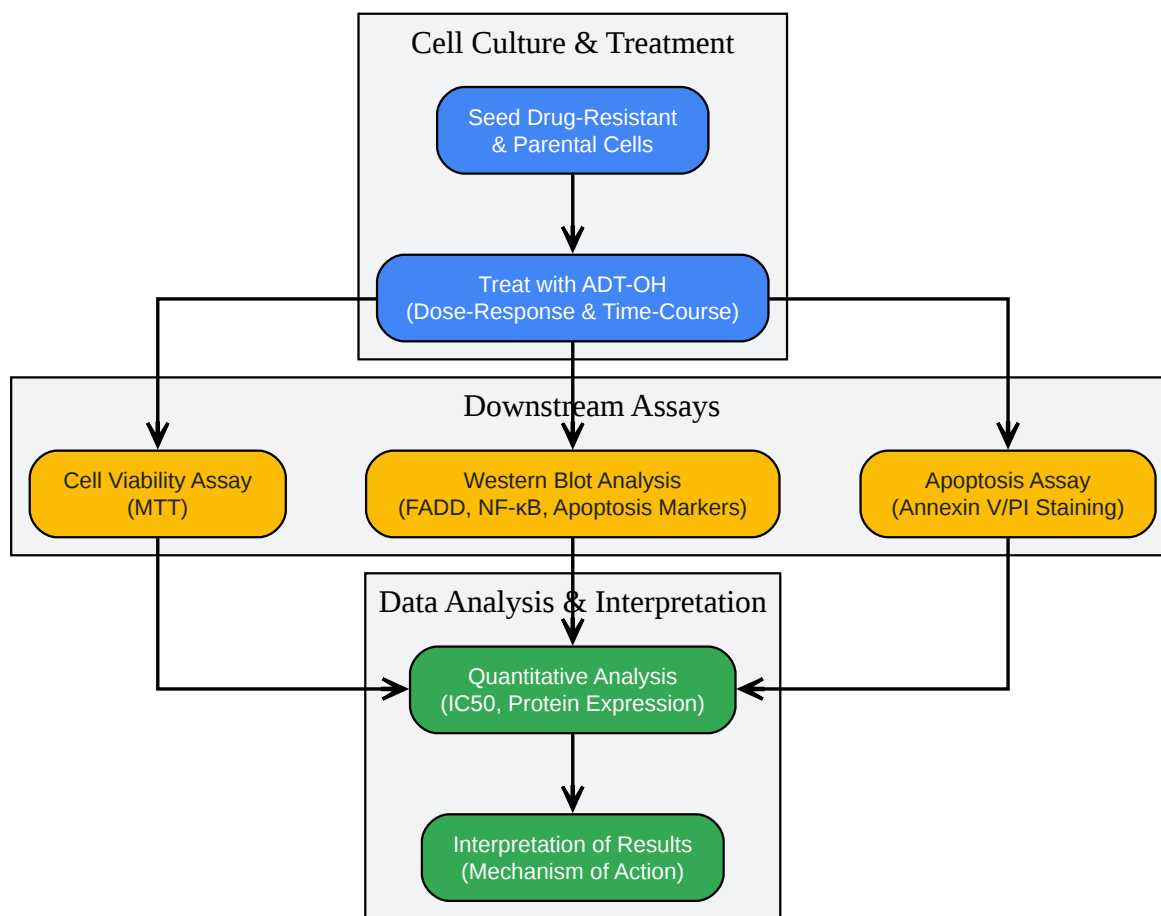 Cell Culture & Treatment
Seed Drug-Resistant
& Parental Cells
Treat with ADT-OH
(Dose-Response & Time-Course)
Downstream Assays
Cell Viability Assay
(MTT)
Western Blot Analysis
(FADD, NF-κB, Apoptosis Markers)
Apoptosis Assay
(Annexin V/PI Staining)
Data Analysis & Interpretation
Quantitative Analysis
(IC50, Protein Expression)
Interpretation of Results
(Mechanism of Action)